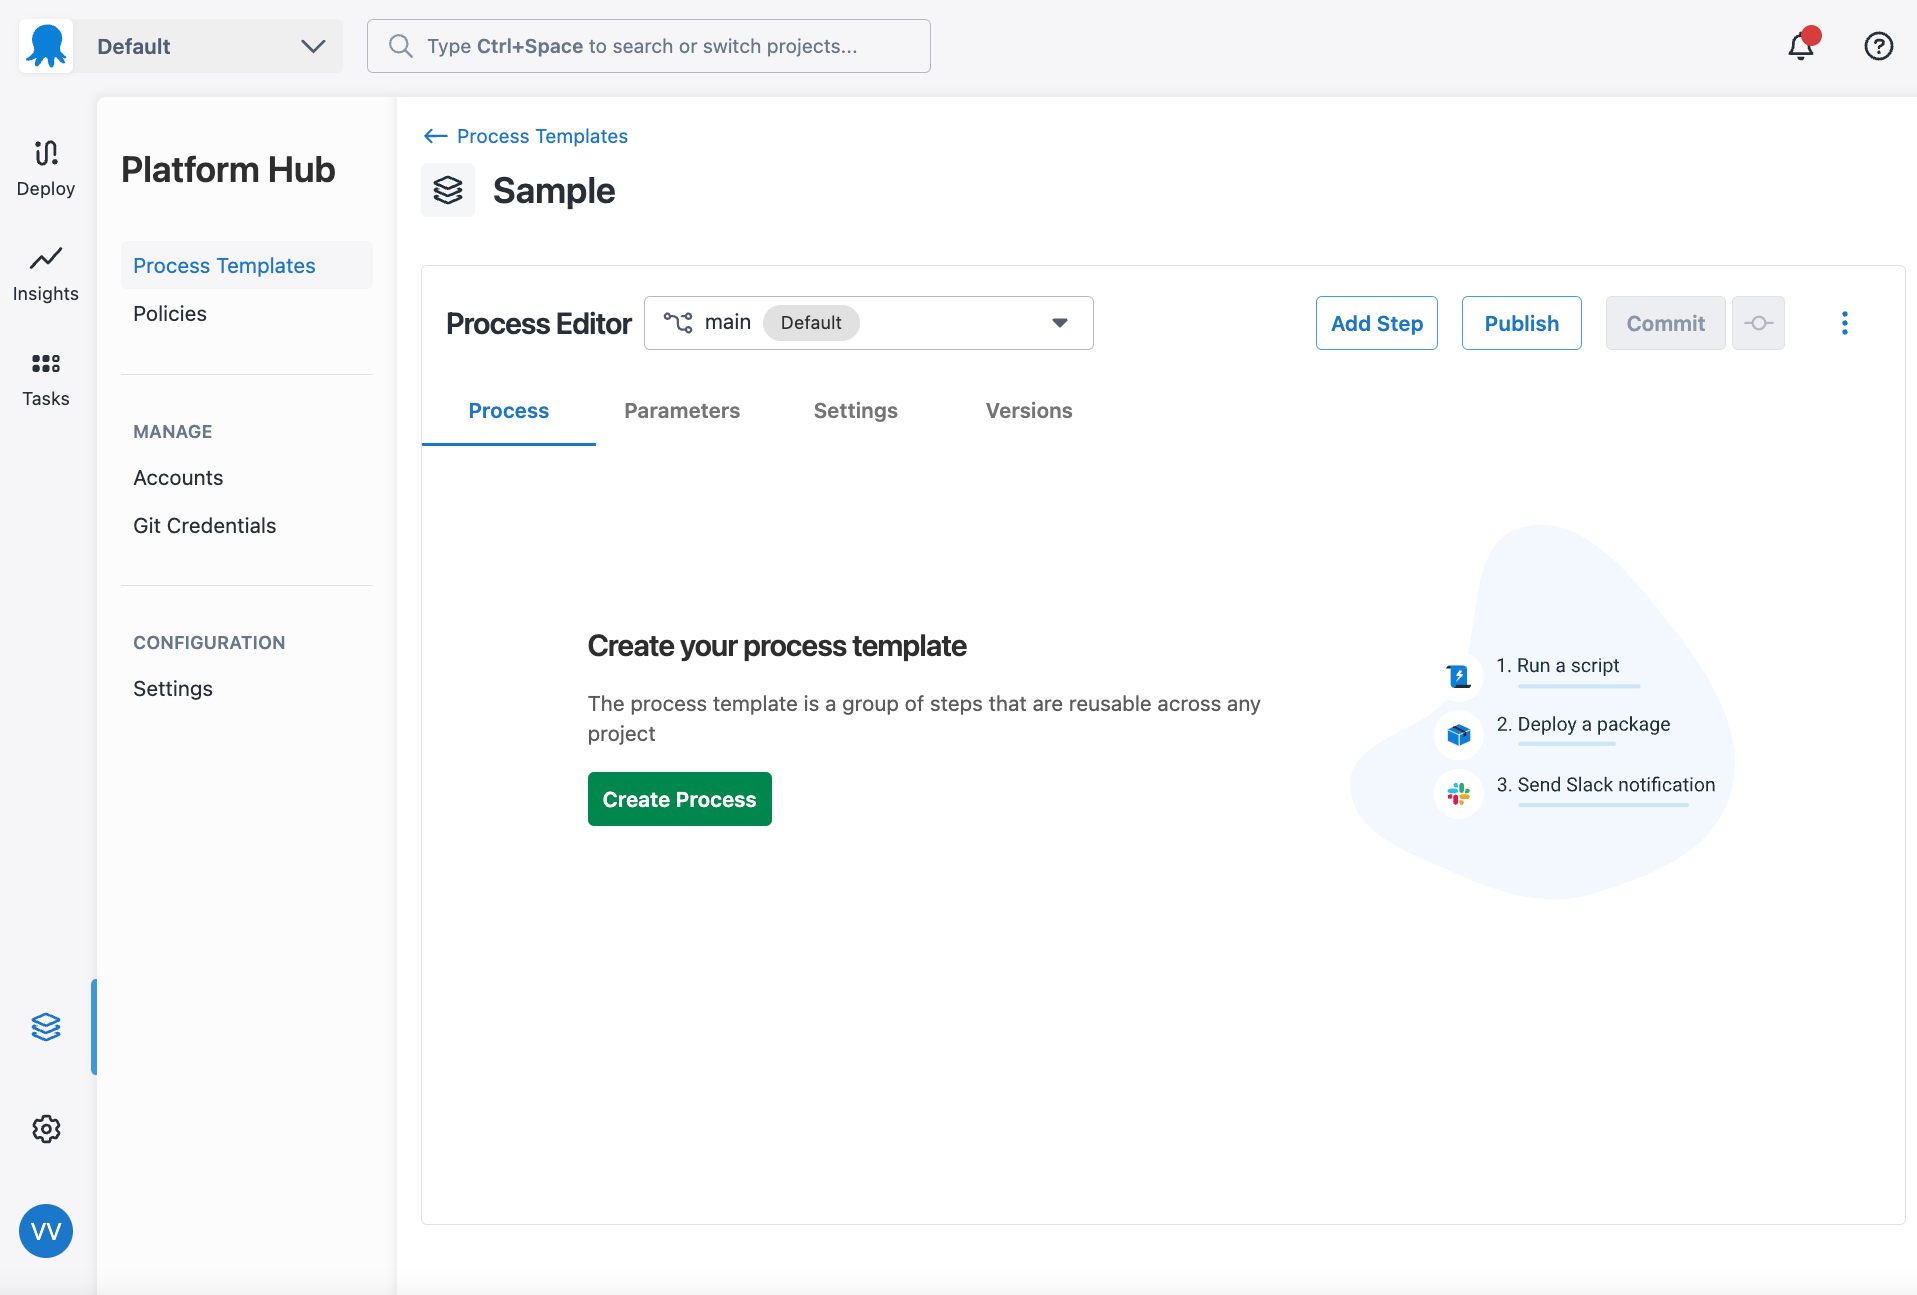 Default
Type Ctrl+Space to search or switch projects...
Deploy
Insights
Tasks
VV
Platform Hub
Process Templates
Policies
MANAGE
Accounts
Git Credentials
CONFIGURATION
Settings
Process Templates
Sample
Process Editor
main Default
Add Step
Publish
Commit
Process
Parameters
Settings
Versions
Create your process template
The process template is a group of steps that are reusable across any
project
Create Process
1. Run a script
2. Deploy a package
3. Send Slack notification